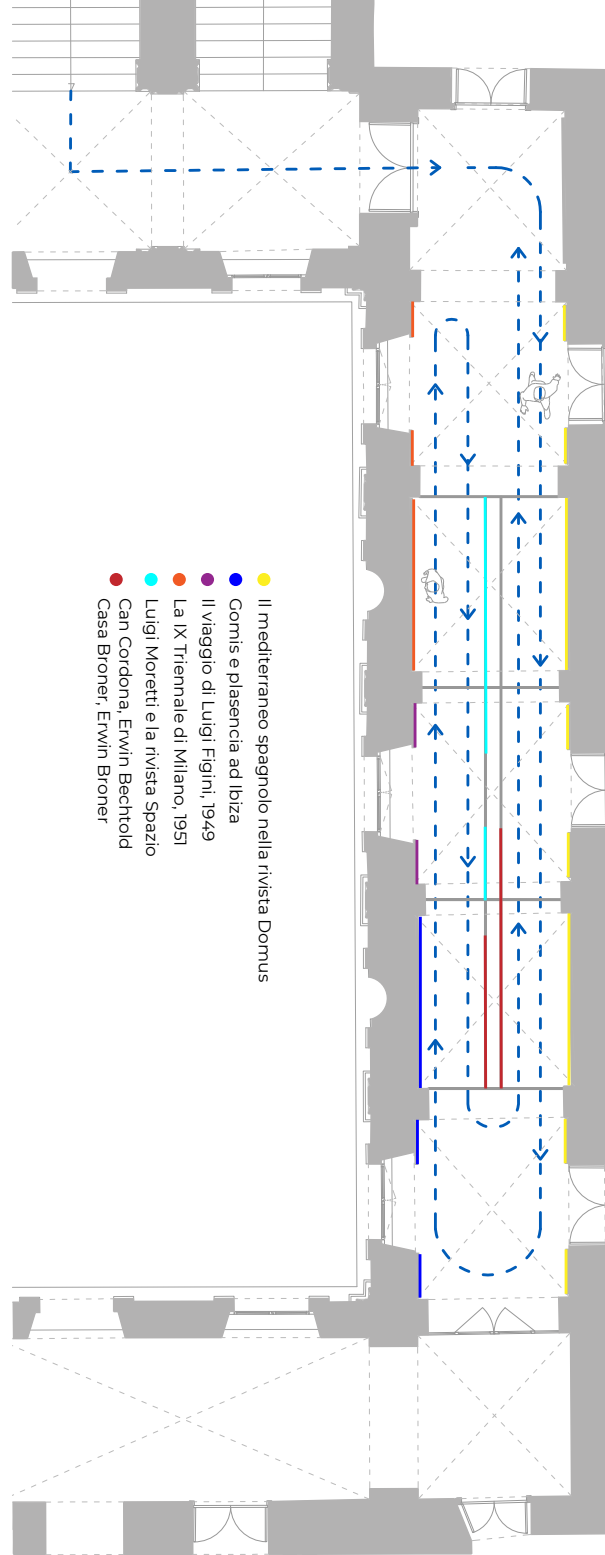 Il mediterraneo spagnolo nella rivista Domus
Gomis e plasencia ad Ibiza
Il viaggio di Luigi Figini, 1949
La IX Triennale di Milano, 1951
Luigi Moretti e la rivista Spazio
Can Cordona, Erwin Bechtold
Casa Broner, Erwin Broner